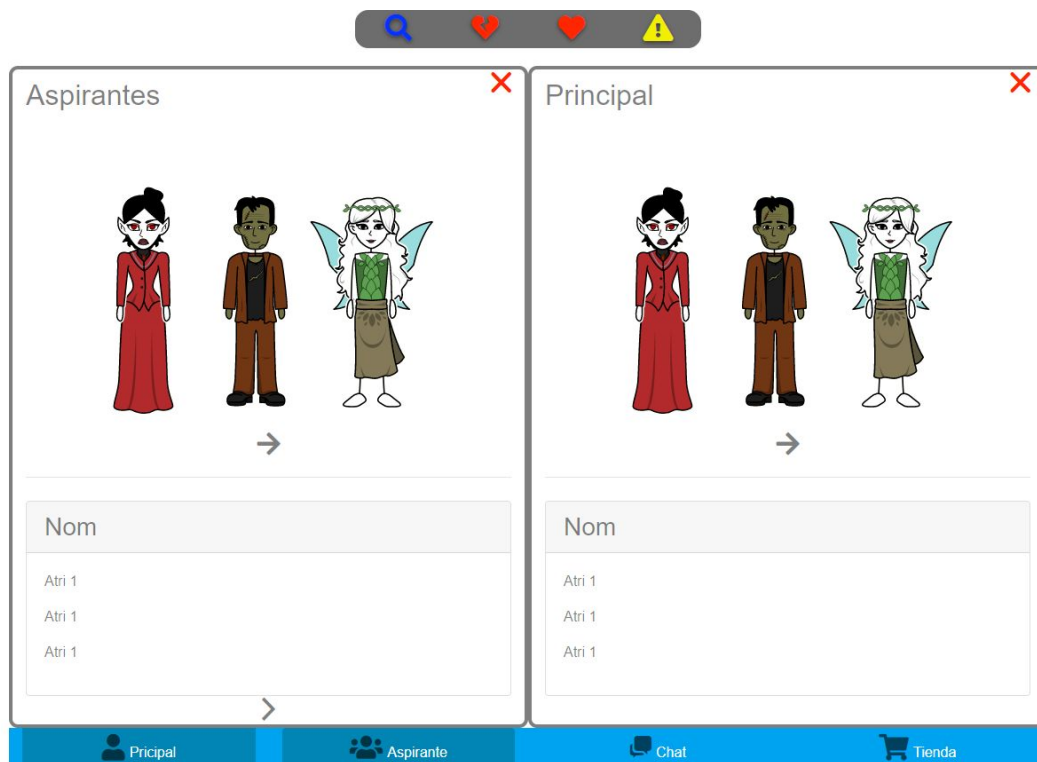 Aspirantes
Nom
Atri 1
Atri 1
Atri 1
Principal
Nom
Atri 1
Atri 1
Atri 1
Pricipal
Aspirante
Chat
Tienda